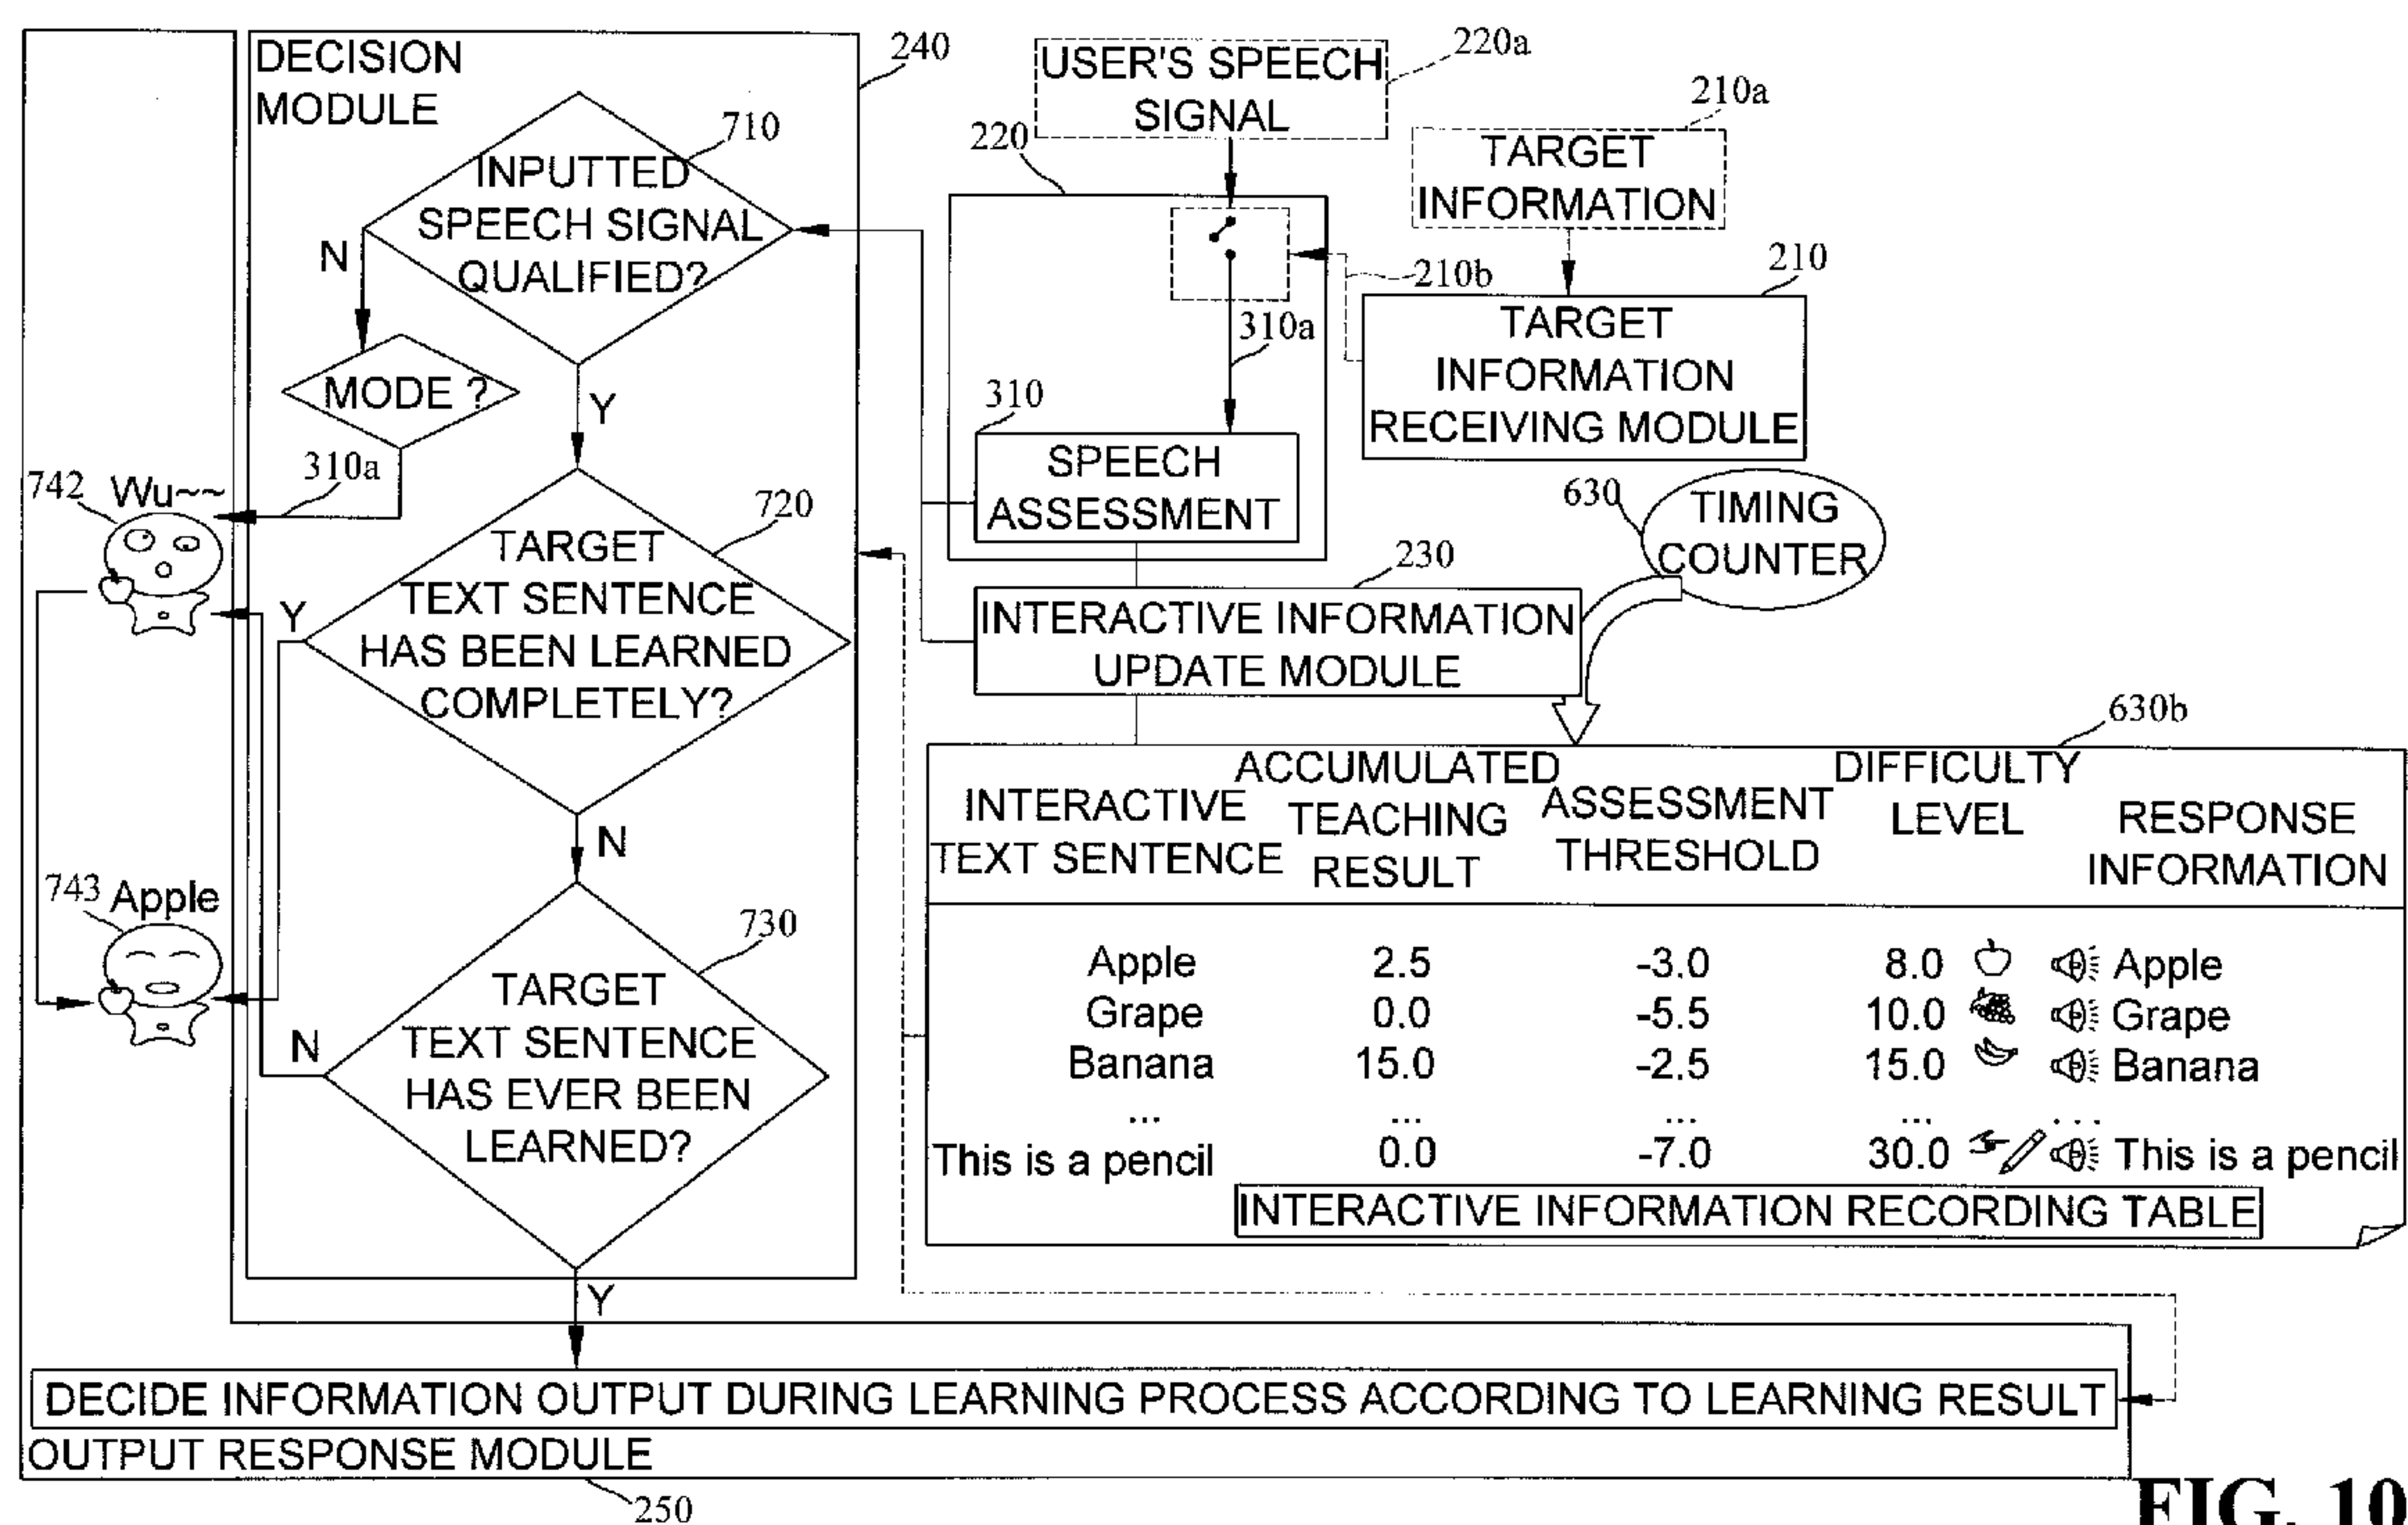 DECISION
MODULE
240
710
INPUTTED
SPEECH SIGNAL
QUALIFIED?
N
Y
MODE ?
310a
742
Wu~~
720
TARGET
TEXT SENTENCE
HAS BEEN LEARNED
COMPLETELY?
Y
N
743
Apple
730
TARGET
TEXT SENTENCE
HAS EVER BEEN
LEARNED?
N
Y
USER'S SPEECH
SIGNAL
220a
220
310a
310
SPEECH
ASSESSMENT
210a
TARGET
INFORMATION
210b
210
TARGET
INFORMATION
RECEIVING MODULE
630
TIMING
COUNTER
230
INTERACTIVE INFORMATION
UPDATE MODULE
630b
INTERACTIVE
TEXT SENTENCE
ACCUMULATED
TEACHING
RESULT
ASSESSMENT
THRESHOLD
DIFFICULTY
LEVEL
RESPONSE
INFORMATION
Apple 2.5 -3.0 8.0 Apple
Grape 0.0 -5.5 10.0 Grape
Banana 15.0 -2.5 15.0 Banana
... ... ... ... ...
This is a pencil 0.0 -7.0 30.0 This is a pencil
INTERACTIVE INFORMATION RECORDING TABLE
DECIDE INFORMATION OUTPUT DURING LEARNING PROCESS ACCORDING TO LEARNING RESULT
OUTPUT RESPONSE MODULE
250
FIG. 10